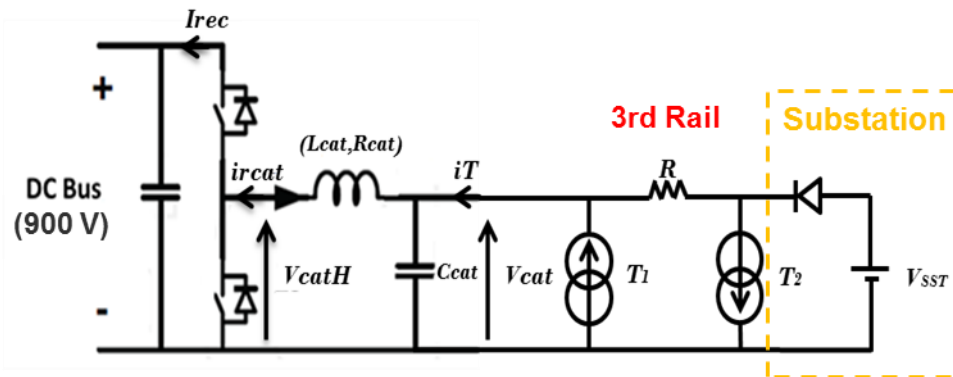 Irec
+
3rd Rail
Substation
(Lcat,Rcat)
ircat
iT
R
DC Bus
(900 V)
VcatH
Ccat
Vcat
T1
T2
VSST
-